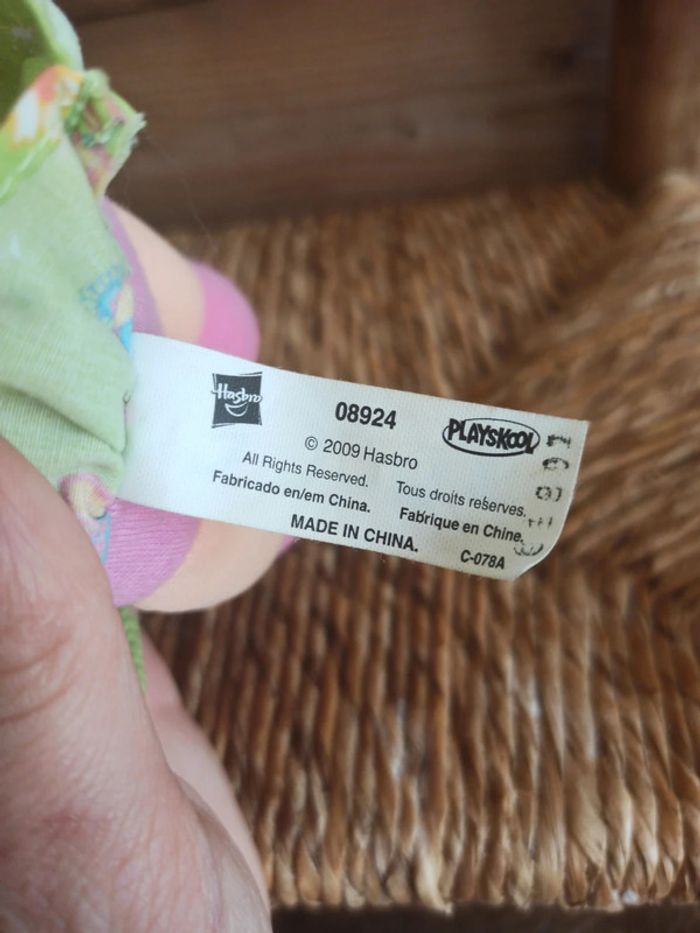 Hasbro
08924
PLAYSKOOL
© 2009 Hasbro
All Rights Reserved.
Tous droits reserves.
Fabricado en/em China.
Fabrique en Chine.
MADE IN CHINA.
C-078A